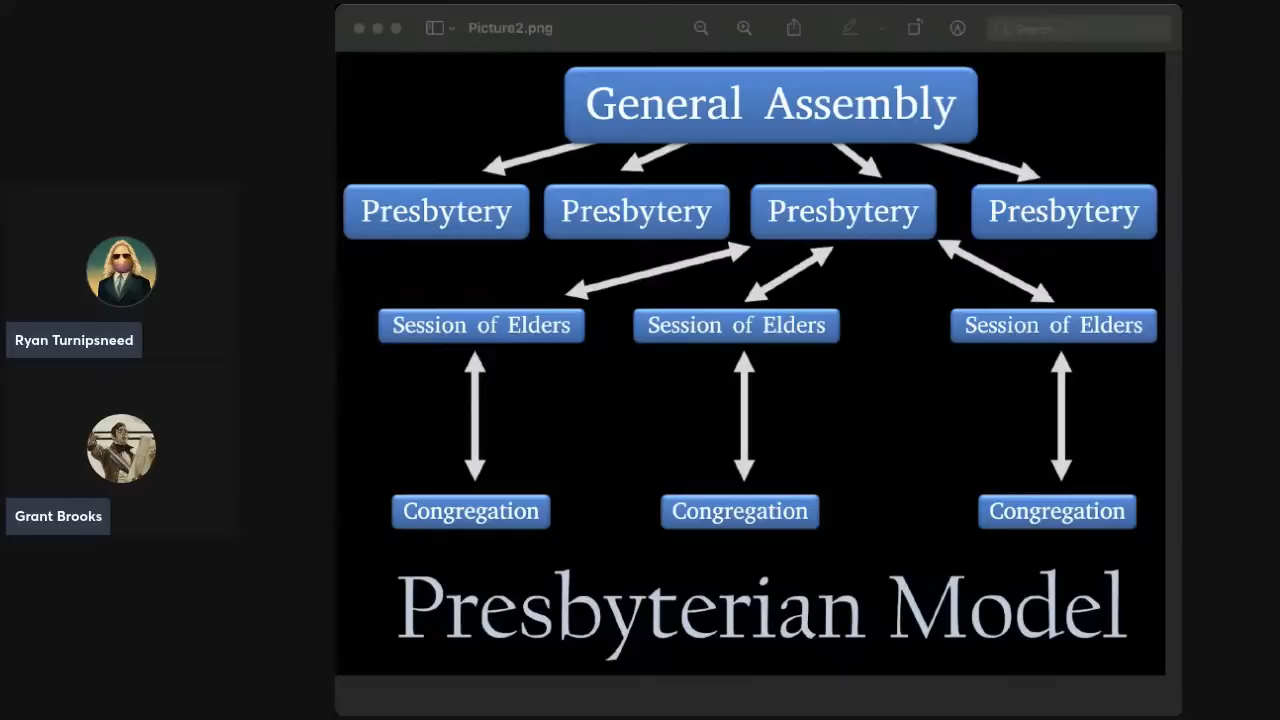 Picture2.png
Search
General Assembly
Presbytery Presbytery Presbytery Presbytery
Session of Elders Session of Elders Session of Elders
Congregation Congregation Congregation
Presbyterian Model
Ryan Turnipsneed
Grant Brooks